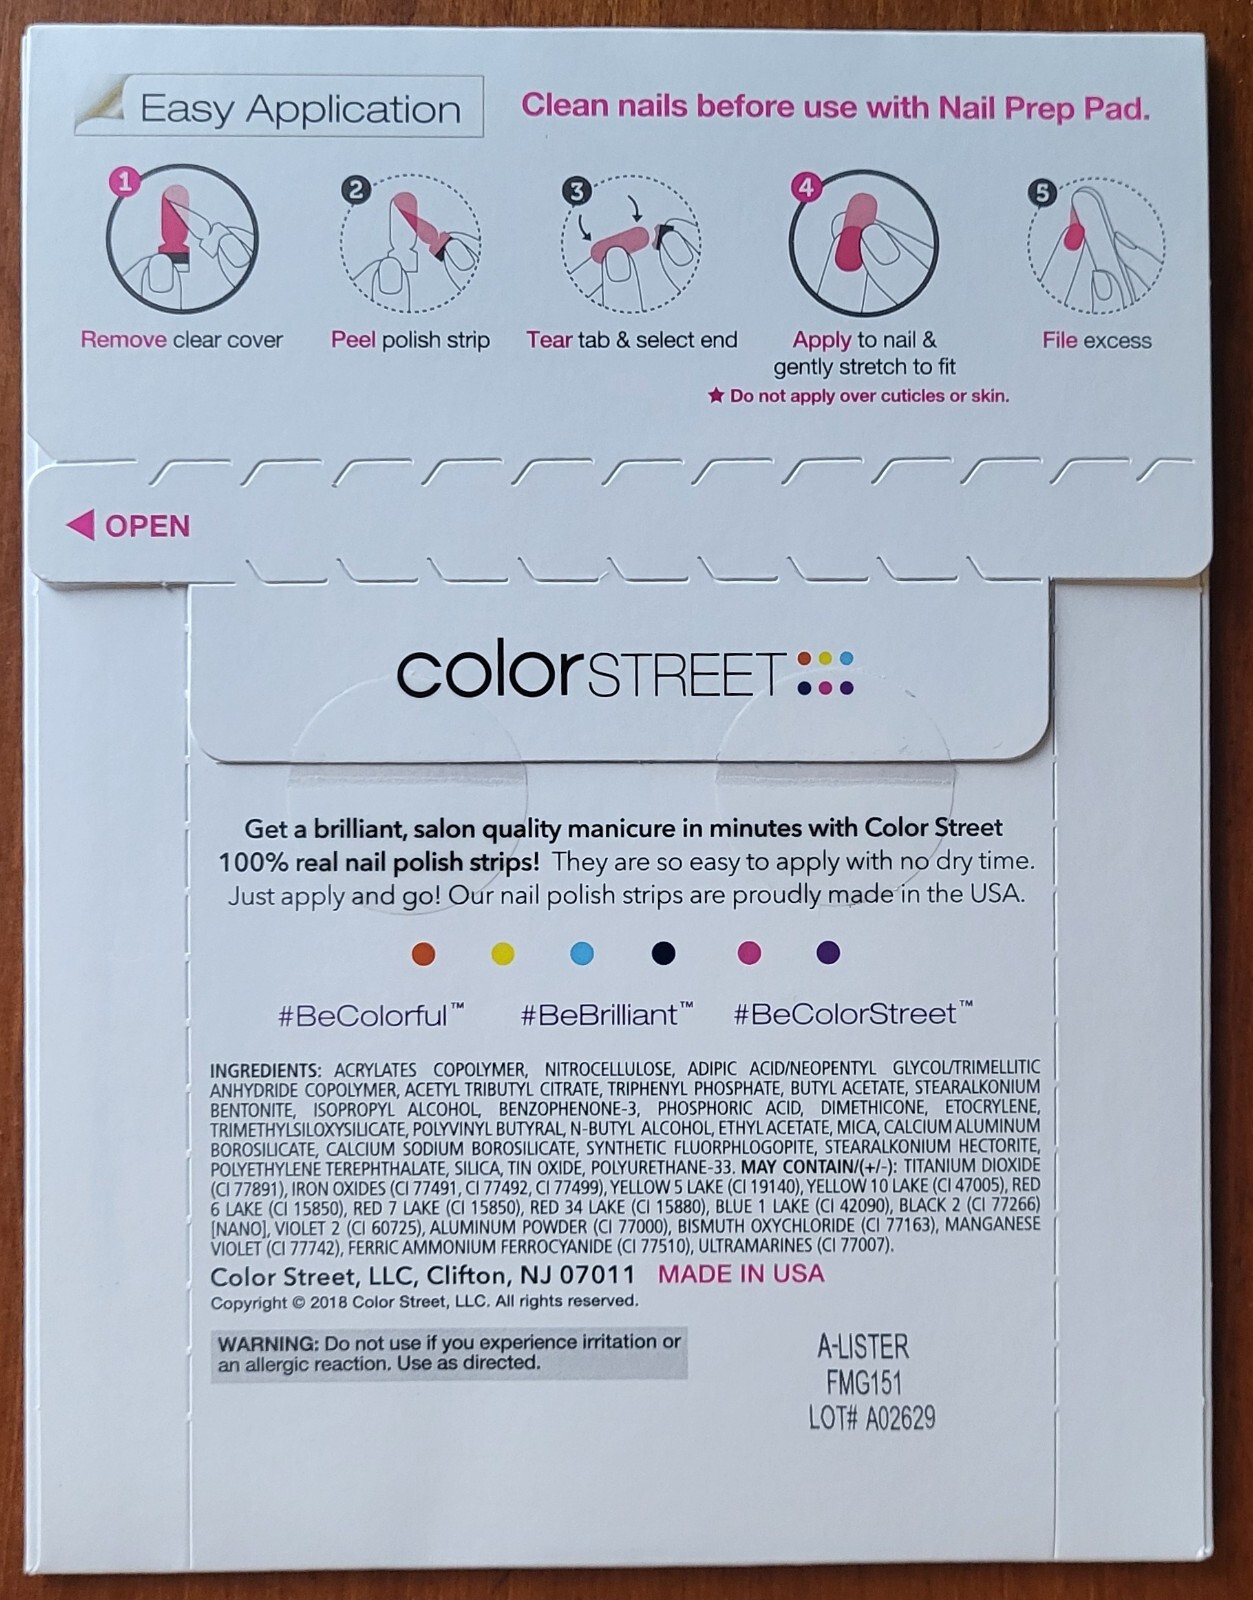 Easy Application
Clean nails before use with Nail Prep Pad.
1
2
3
4
5
Remove clear cover
Peel polish strip
Tear tab & select end
Apply to nail &
gently stretch to fit
★ Do not apply over cuticles or skin.
File excess
◀ OPEN
colorSTREET
Get a brilliant, salon quality manicure in minutes with Color Street
100% real nail polish strips! They are so easy to apply with no dry time.
Just apply and go! Our nail polish strips are proudly made in the USA.
#BeColorful™ #BeBrilliant™ #BeColorStreet™
INGREDIENTS: ACRYLATES COPOLYMER, NITROCELLULOSE, ADIPIC ACID/NEOPENTYL GLYCOL/TRIMELLITIC
ANHYDRIDE COPOLYMER, ACETYL TRIBUTYL CITRATE, TRIPHENYL PHOSPHATE, BUTYL ACETATE, STEARALKONIUM
BENTONITE, ISOPROPYL ALCOHOL, BENZOPHENONE-3, PHOSPHORIC ACID, DIMETHICONE, ETOCRYLENE,
TRIMETHYLSILOXYSILICATE, POLYVINYL BUTYRAL, N-BUTYL ALCOHOL, ETHYL ACETATE, MICA, CALCIUM ALUMINUM
BOROSILICATE, CALCIUM SODIUM BOROSILICATE, SYNTHETIC FLUORPHLOGOPITE, STEARALKONIUM HECTORITE,
POLYETHYLENE TEREPHTHALATE, SILICA, TIN OXIDE, POLYURETHANE-33. MAY CONTAIN/(+/-): TITANIUM DIOXIDE
(CI 77891), IRON OXIDES (CI 77491, CI 77492, CI 77499), YELLOW 5 LAKE (CI 19140), YELLOW 10 LAKE (CI 47005), RED
6 LAKE (CI 15850), RED 7 LAKE (CI 15850), RED 34 LAKE (CI 15880), BLUE 1 LAKE (CI 42090), BLACK 2 (CI 77266)
[NANO], VIOLET 2 (CI 60725), ALUMINUM POWDER (CI 77000), BISMUTH OXYCHLORIDE (CI 77163), MANGANESE
VIOLET (CI 77742), FERRIC AMMONIUM FERROCYANIDE (CI 77510), ULTRAMARINES (CI 77007).
Color Street, LLC, Clifton, NJ 07011 MADE IN USA
Copyright © 2018 Color Street, LLC. All rights reserved.
WARNING: Do not use if you experience irritation or
an allergic reaction. Use as directed.
A-LISTER
FMG151
LOT# A02629